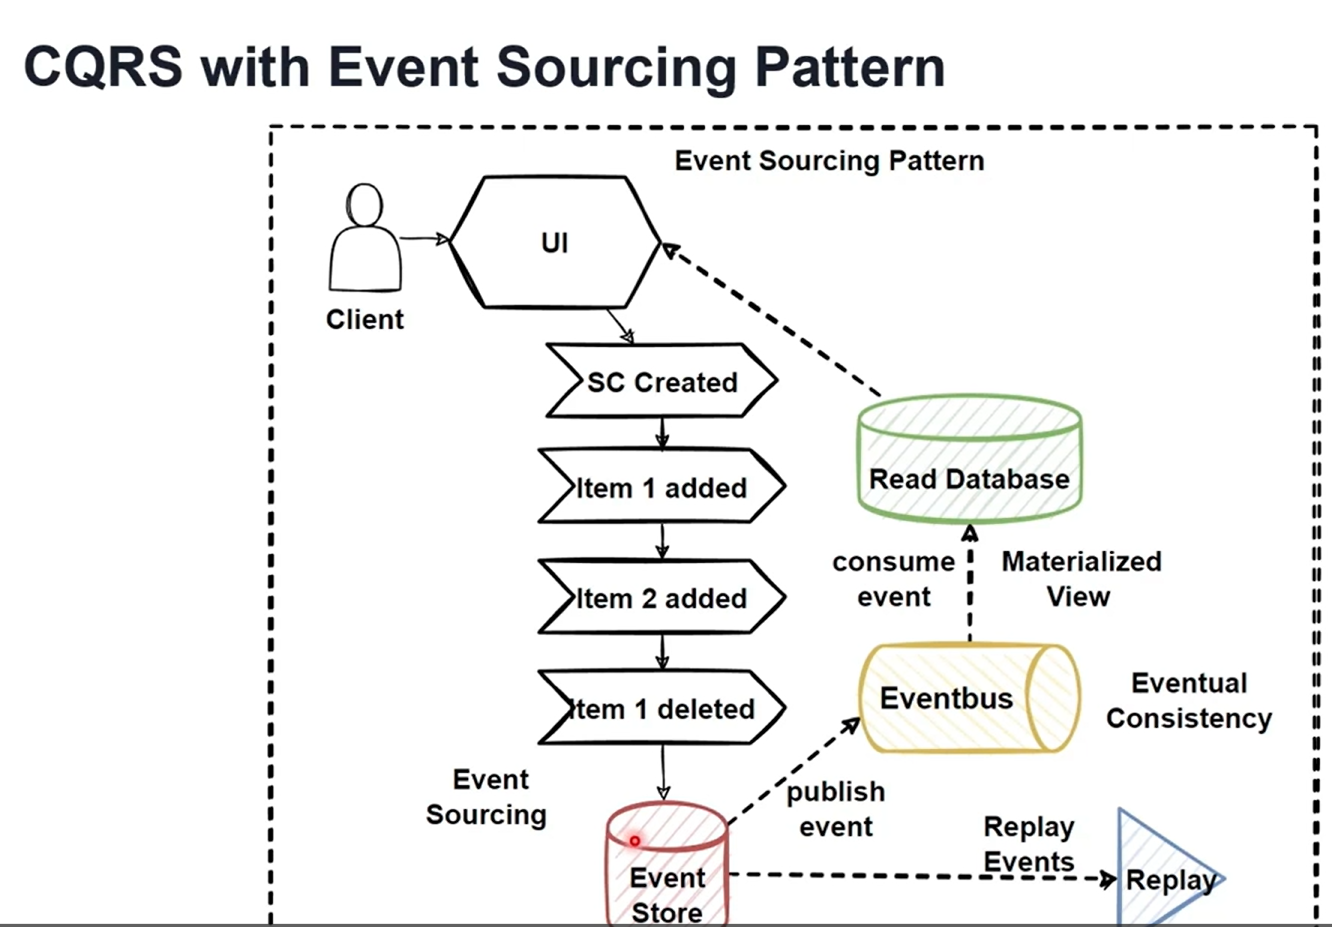 CQRS with Event Sourcing Pattern
Event Sourcing Pattern
UI
Client
SC Created
Item 1 added
Read Database
consume
event
Materialized
View
Item 2 added
Item 1 deleted
Eventbus
Eventual
Consistency
Event
Sourcing
publish
event
Replay
Events
Event
Store
Replay